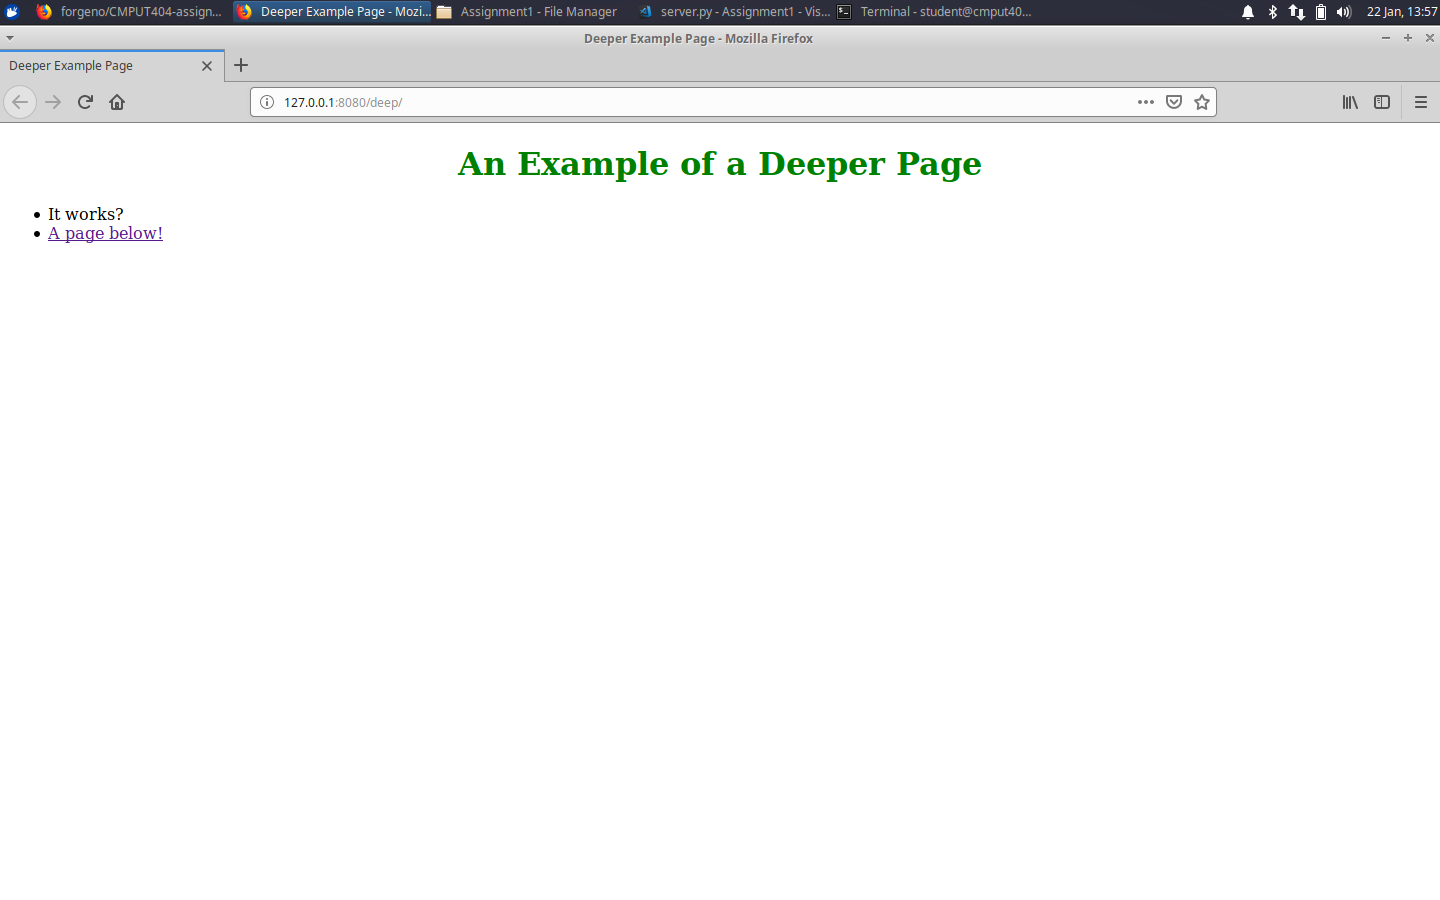 forgeno/CMPUT404-assign... Deeper Example Page - Mozi... Assignment1 - File Manager server.py - Assignment1 - Vis... Terminal - student@cmput40... 22 Jan, 13:57
Deeper Example Page - Mozilla Firefox
Deeper Example Page
127.0.0.1:8080/deep/
An Example of a Deeper Page
It works?
A page below!